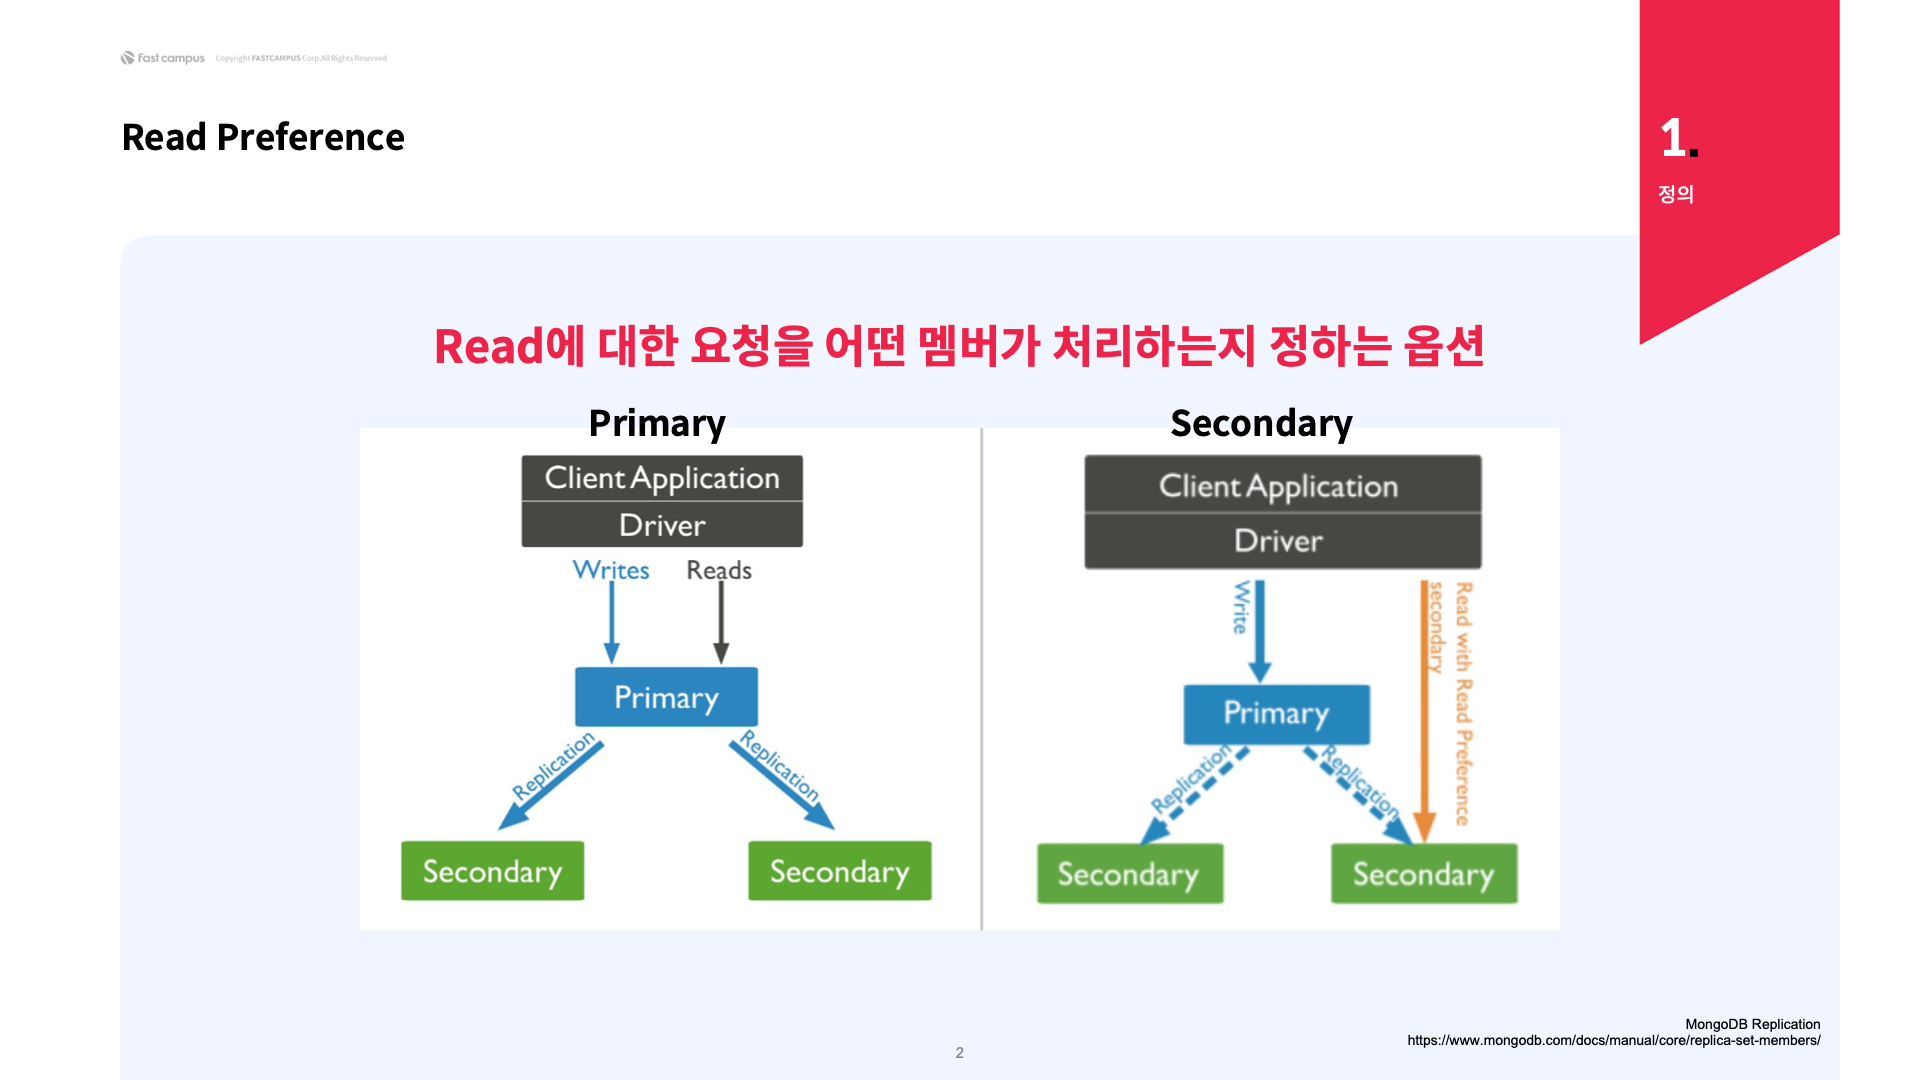 fast campus Copyright FASTCAMPUS Corp.All Rights Reserved
Read Preference
1.
정의
Read에 대한 요청을 어떤 멤버가 처리하는지 정하는 옵션
Primary
Client Application
Driver
Writes Reads
Primary
Replication Replication
Secondary Secondary
Secondary
Client Application
Driver
Write
Read with Read Preference
secondary
Primary
Replication Replication
Secondary Secondary
MongoDB Replication
https://www.mongodb.com/docs/manual/core/replica-set-members/
2